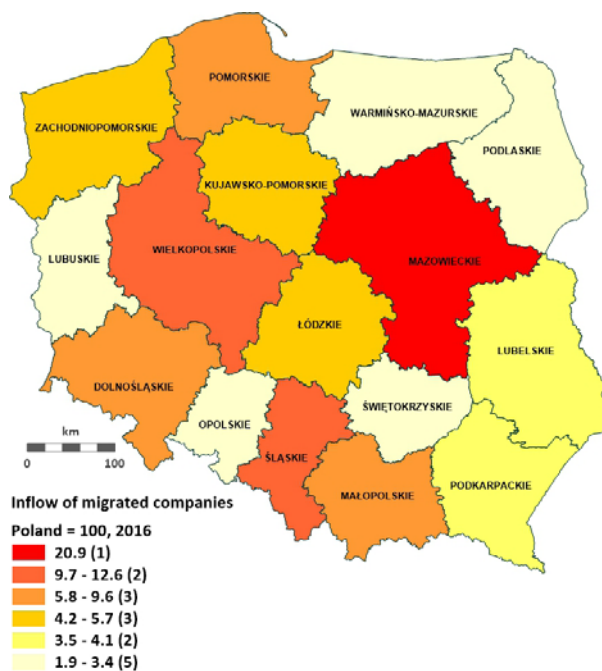 POMORSKIE
WARMIŃSKO-MAZURSKIE
ZACHODNIOPOMORSKIE
PODLASKIE
KUJAWSKO-POMORSKIE
WIELKOPOLSKIE
LUBUSKIE
MAZOWIECKIE
ŁÓDZKIE
LUBELSKIE
DOLNOŚLĄSKIE
ŚWIĘTOKRZYSKIE
OPOLSKIE
km
0 100
ŚLĄSKIE
PODKARPACKIE
MAŁOPOLSKIE
Inflow of migrated companies
Poland = 100, 2016
20.9 (1)
9.7 - 12.6 (2)
5.8 - 9.6 (3)
4.2 - 5.7 (3)
3.5 - 4.1 (2)
1.9 - 3.4 (5)